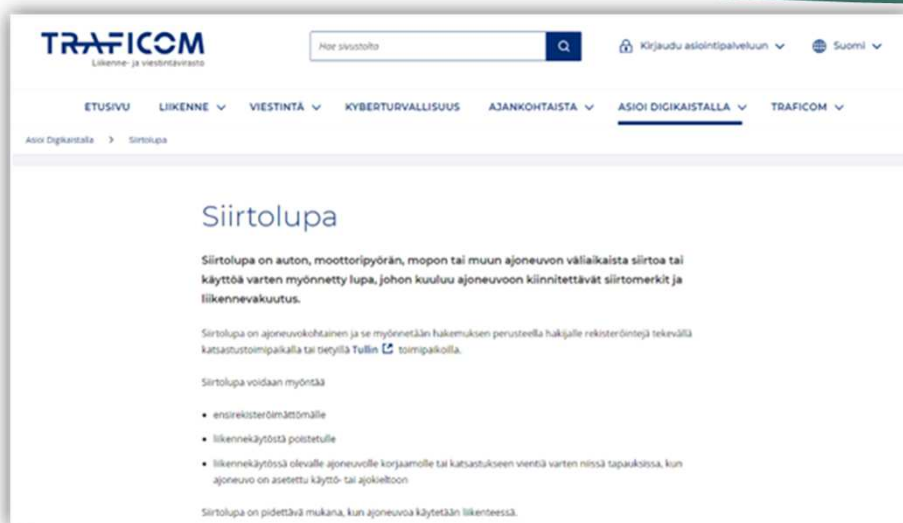 TRAFICOM
Liikenne- ja viestintävirasto
Hae sivustolta
Kirjaudu asiointipalveluun
Suomi
ETUSIVU LIIKENNE VIESTINTÄ KYBERTURVALLISUUS AJANKOHTAISTA ASIOI DIGIKAISTALLA TRAFICOM
Asioi Digikaistalla > Siirtolupa
Siirtolupa
Siirtolupa on auton, moottoripyörän, mopon tai muun ajoneuvon väliaikaista siirtoa tai
käyttöä varten myönnetty lupa, johon kuuluu ajoneuvoon kiinnitettävät siirtomerkit ja
liikennevakuutus.
Siirtolupa on ajoneuvokohtainen ja se myönnetään hakemuksen perusteella hakijalle rekisteröintejä tekevällä
katsastustoimipaikalla tai tietyillä Tullin toimipaikoilla.
Siirtolupa voidaan myöntää
• ensirekisteröimättömälle
• liikennekäytöstä poistetulle
• liikennekäytössä olevalle ajoneuvolle korjaamolle tai katsastukseen vientiä varten niissä tapauksissa, kun
ajoneuvo on asetettu käyttö- tai ajokieltoon
Siirtolupa on pidettävä mukana, kun ajoneuvoa käytetään liikenteessä.